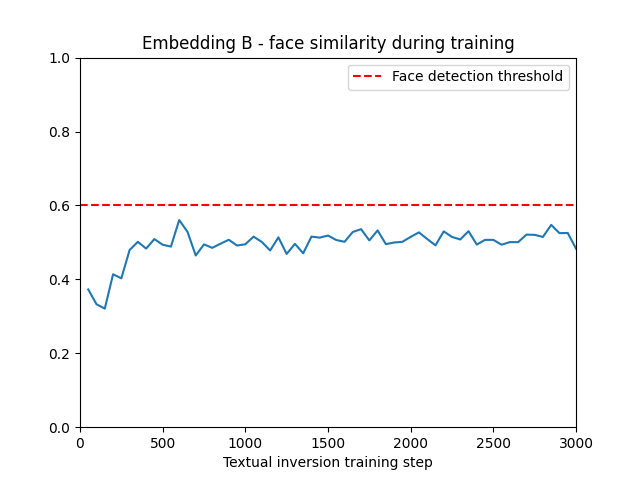 Embedding B - face similarity during training
Face detection threshold
1.0
0.8
0.6
0.4
0.2
0.0
0 500 1000 1500 2000 2500 3000
Textual inversion training step